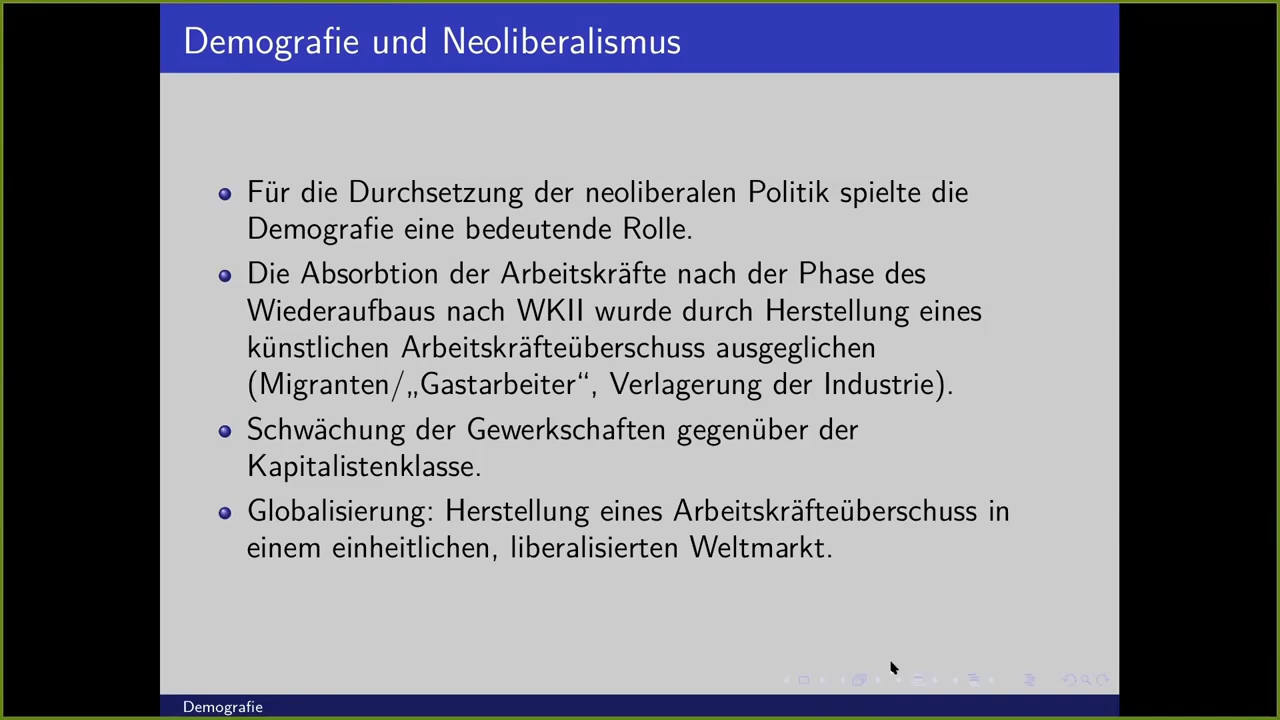 Demografie und Neoliberalismus
Für die Durchsetzung der neoliberalen Politik spielte die
Demografie eine bedeutende Rolle.
Die Absorbtion der Arbeitskräfte nach der Phase des
Wiederaufbaus nach WKII wurde durch Herstellung eines
künstlichen Arbeitskräfteüberschuss ausgeglichen
(Migranten/„Gastarbeiter“, Verlagerung der Industrie).
Schwächung der Gewerkschaften gegenüber der
Kapitalistenklasse.
Globalisierung: Herstellung eines Arbeitskräfteüberschuss in
einem einheitlichen, liberalisierten Weltmarkt.
Demografie